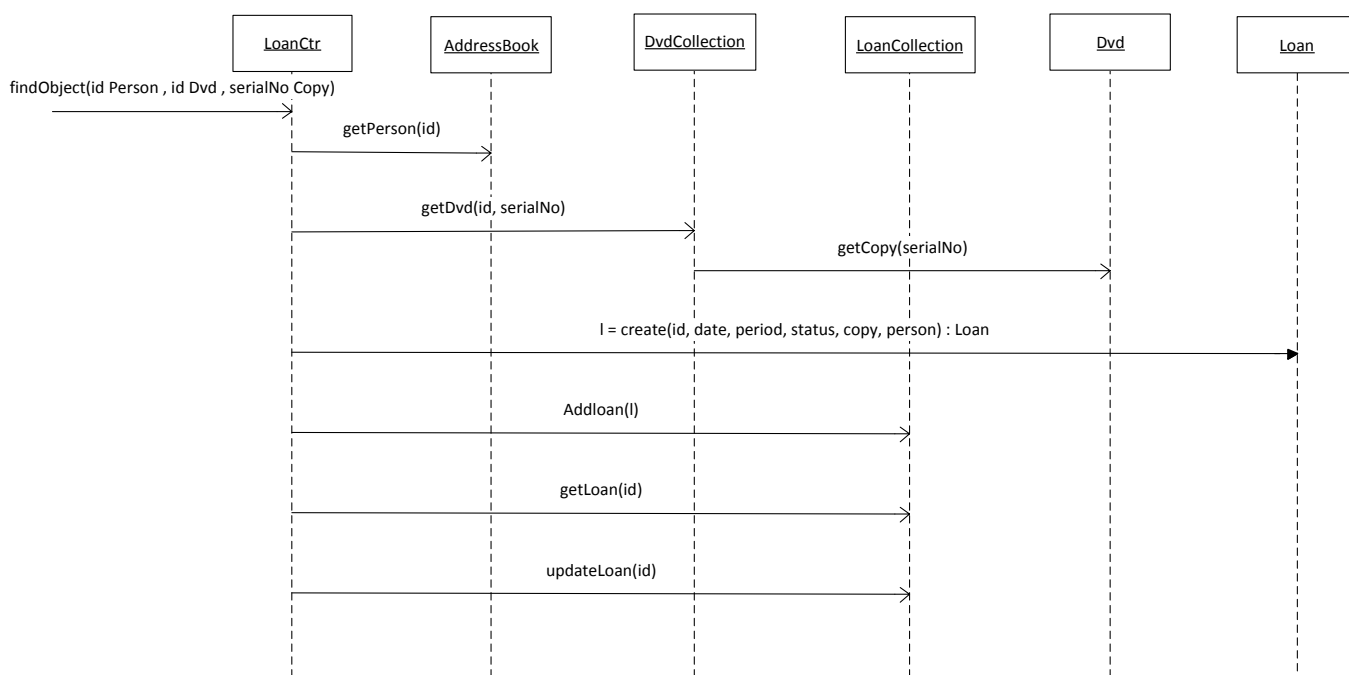 LoanCtr
AddressBook
DvdCollection
LoanCollection
Dvd
Loan
findObject(id Person , id Dvd , serialNo Copy)
getPerson(id)
getDvd(id, serialNo)
getCopy(serialNo)
l = create(id, date, period, status, copy, person) : Loan
Addloan(l)
getLoan(id)
updateLoan(id)